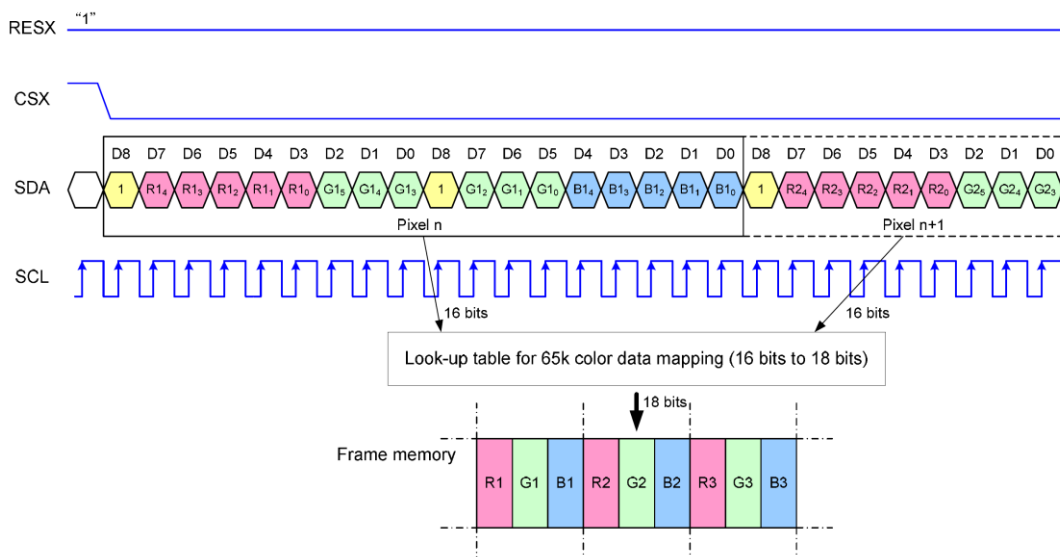 RESX “1”
CSX
D8 D7 D6 D5 D4 D3 D2 D1 D0 D8 D7 D6 D5 D4 D3 D2 D1 D0 D8 D7 D6 D5 D4 D3 D2 D1 D0
SDA 1 R1₄ R1₃ R1₂ R1₁ R1₀ G1₅ G1₄ G1₃ 1 G1₂ G1₁ G1₀ B1₄ B1₃ B1₂ B1₁ B1₀ 1 R2₄ R2₃ R2₂ R2₁ R2₀ G2₅ G2₄ G2₃
Pixel n Pixel n+1
SCL
16 bits 16 bits
Look-up table for 65k color data mapping (16 bits to 18 bits)
18 bits
Frame memory
R1 G1 B1 R2 G2 B2 R3 G3 B3